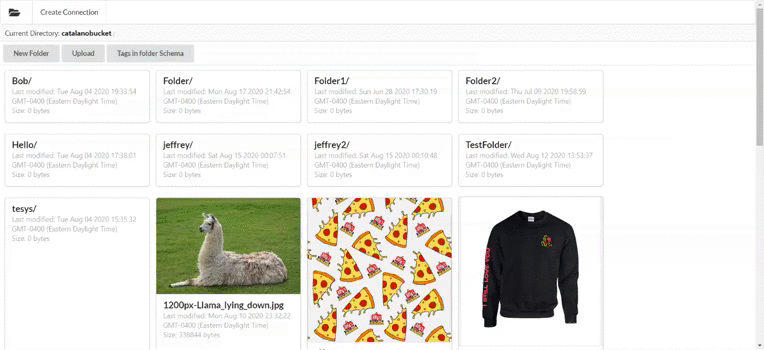 Create Connection
Current Directory: catalanobucket
New Folder
Upload
Tags in folder Schema
Bob/
Last modified: Tue Aug 04 2020 19:33:54
GMT-0400 (Eastern Daylight Time)
Size: 0 bytes
Folder/
Last modified: Mon Aug 17 2020 21:42:54
GMT-0400 (Eastern Daylight Time)
Size: 0 bytes
Folder1/
Last modified: Sun Jun 28 2020 17:30:19
GMT-0400 (Eastern Daylight Time)
Size: 0 bytes
Folder2/
Last modified: Thu Jul 09 2020 19:58:59
GMT-0400 (Eastern Daylight Time)
Size: 0 bytes
Hello/
Last modified: Tue Aug 04 2020 17:38:01
GMT-0400 (Eastern Daylight Time)
Size: 0 bytes
jeffrey/
Last modified: Sat Aug 15 2020 00:07:51
GMT-0400 (Eastern Daylight Time)
Size: 0 bytes
jeffrey2/
Last modified: Sat Aug 15 2020 00:10:48
GMT-0400 (Eastern Daylight Time)
Size: 0 bytes
TestFolder/
Last modified: Wed Aug 12 2020 13:53:37
GMT-0400 (Eastern Daylight Time)
Size: 0 bytes
tesys/
Last modified: Tue Aug 04 2020 15:35:32
GMT-0400 (Eastern Daylight Time)
Size: 0 bytes
1200px-Llama_lying_down.jpg
Last modified: Mon Aug 10 2020 23:32:22
GMT-0400 (Eastern Daylight Time)
Size: 338844 bytes